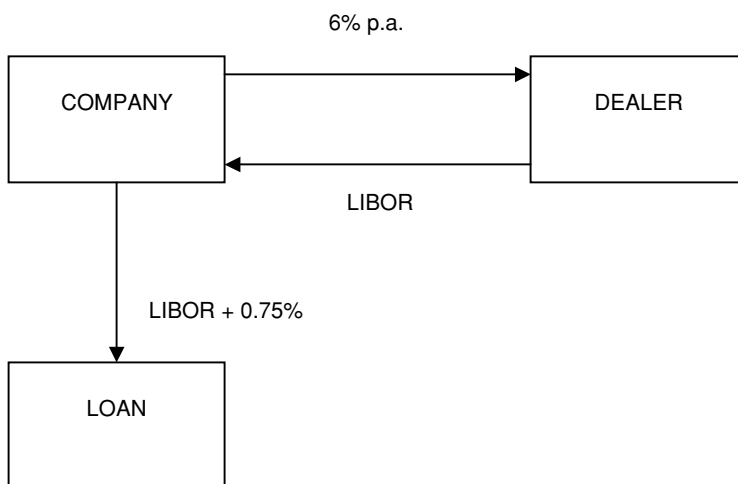 6% p.a.
COMPANY
DEALER
LIBOR
LIBOR + 0.75%
LOAN